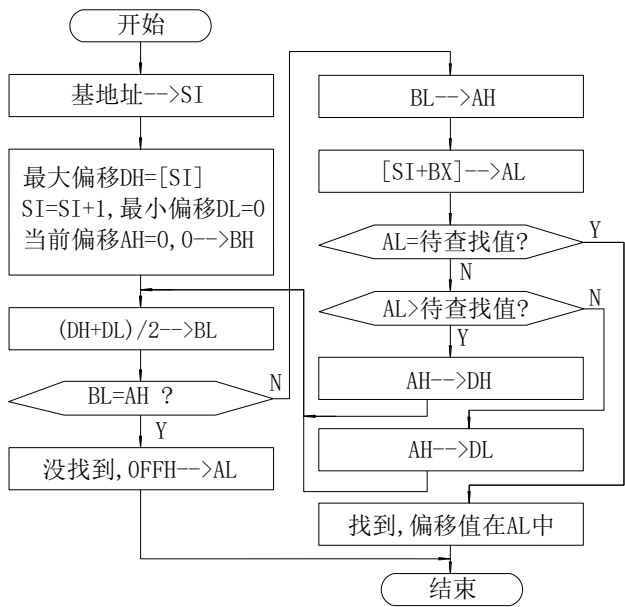 开始
基地址-->SI
最大偏移DH=[SI]
SI=SI+1,最小偏移DL=0
当前偏移AH=0,0-->BH
(DH+DL)/2-->BL
BL=AH ?
N
Y
没找到,0FFH-->AL
BL-->AH
[SI+BX]-->AL
AL=待查找值?
Y
N
AL>待查找值?
N
Y
AH-->DH
AH-->DL
找到,偏移值在AL中
结束